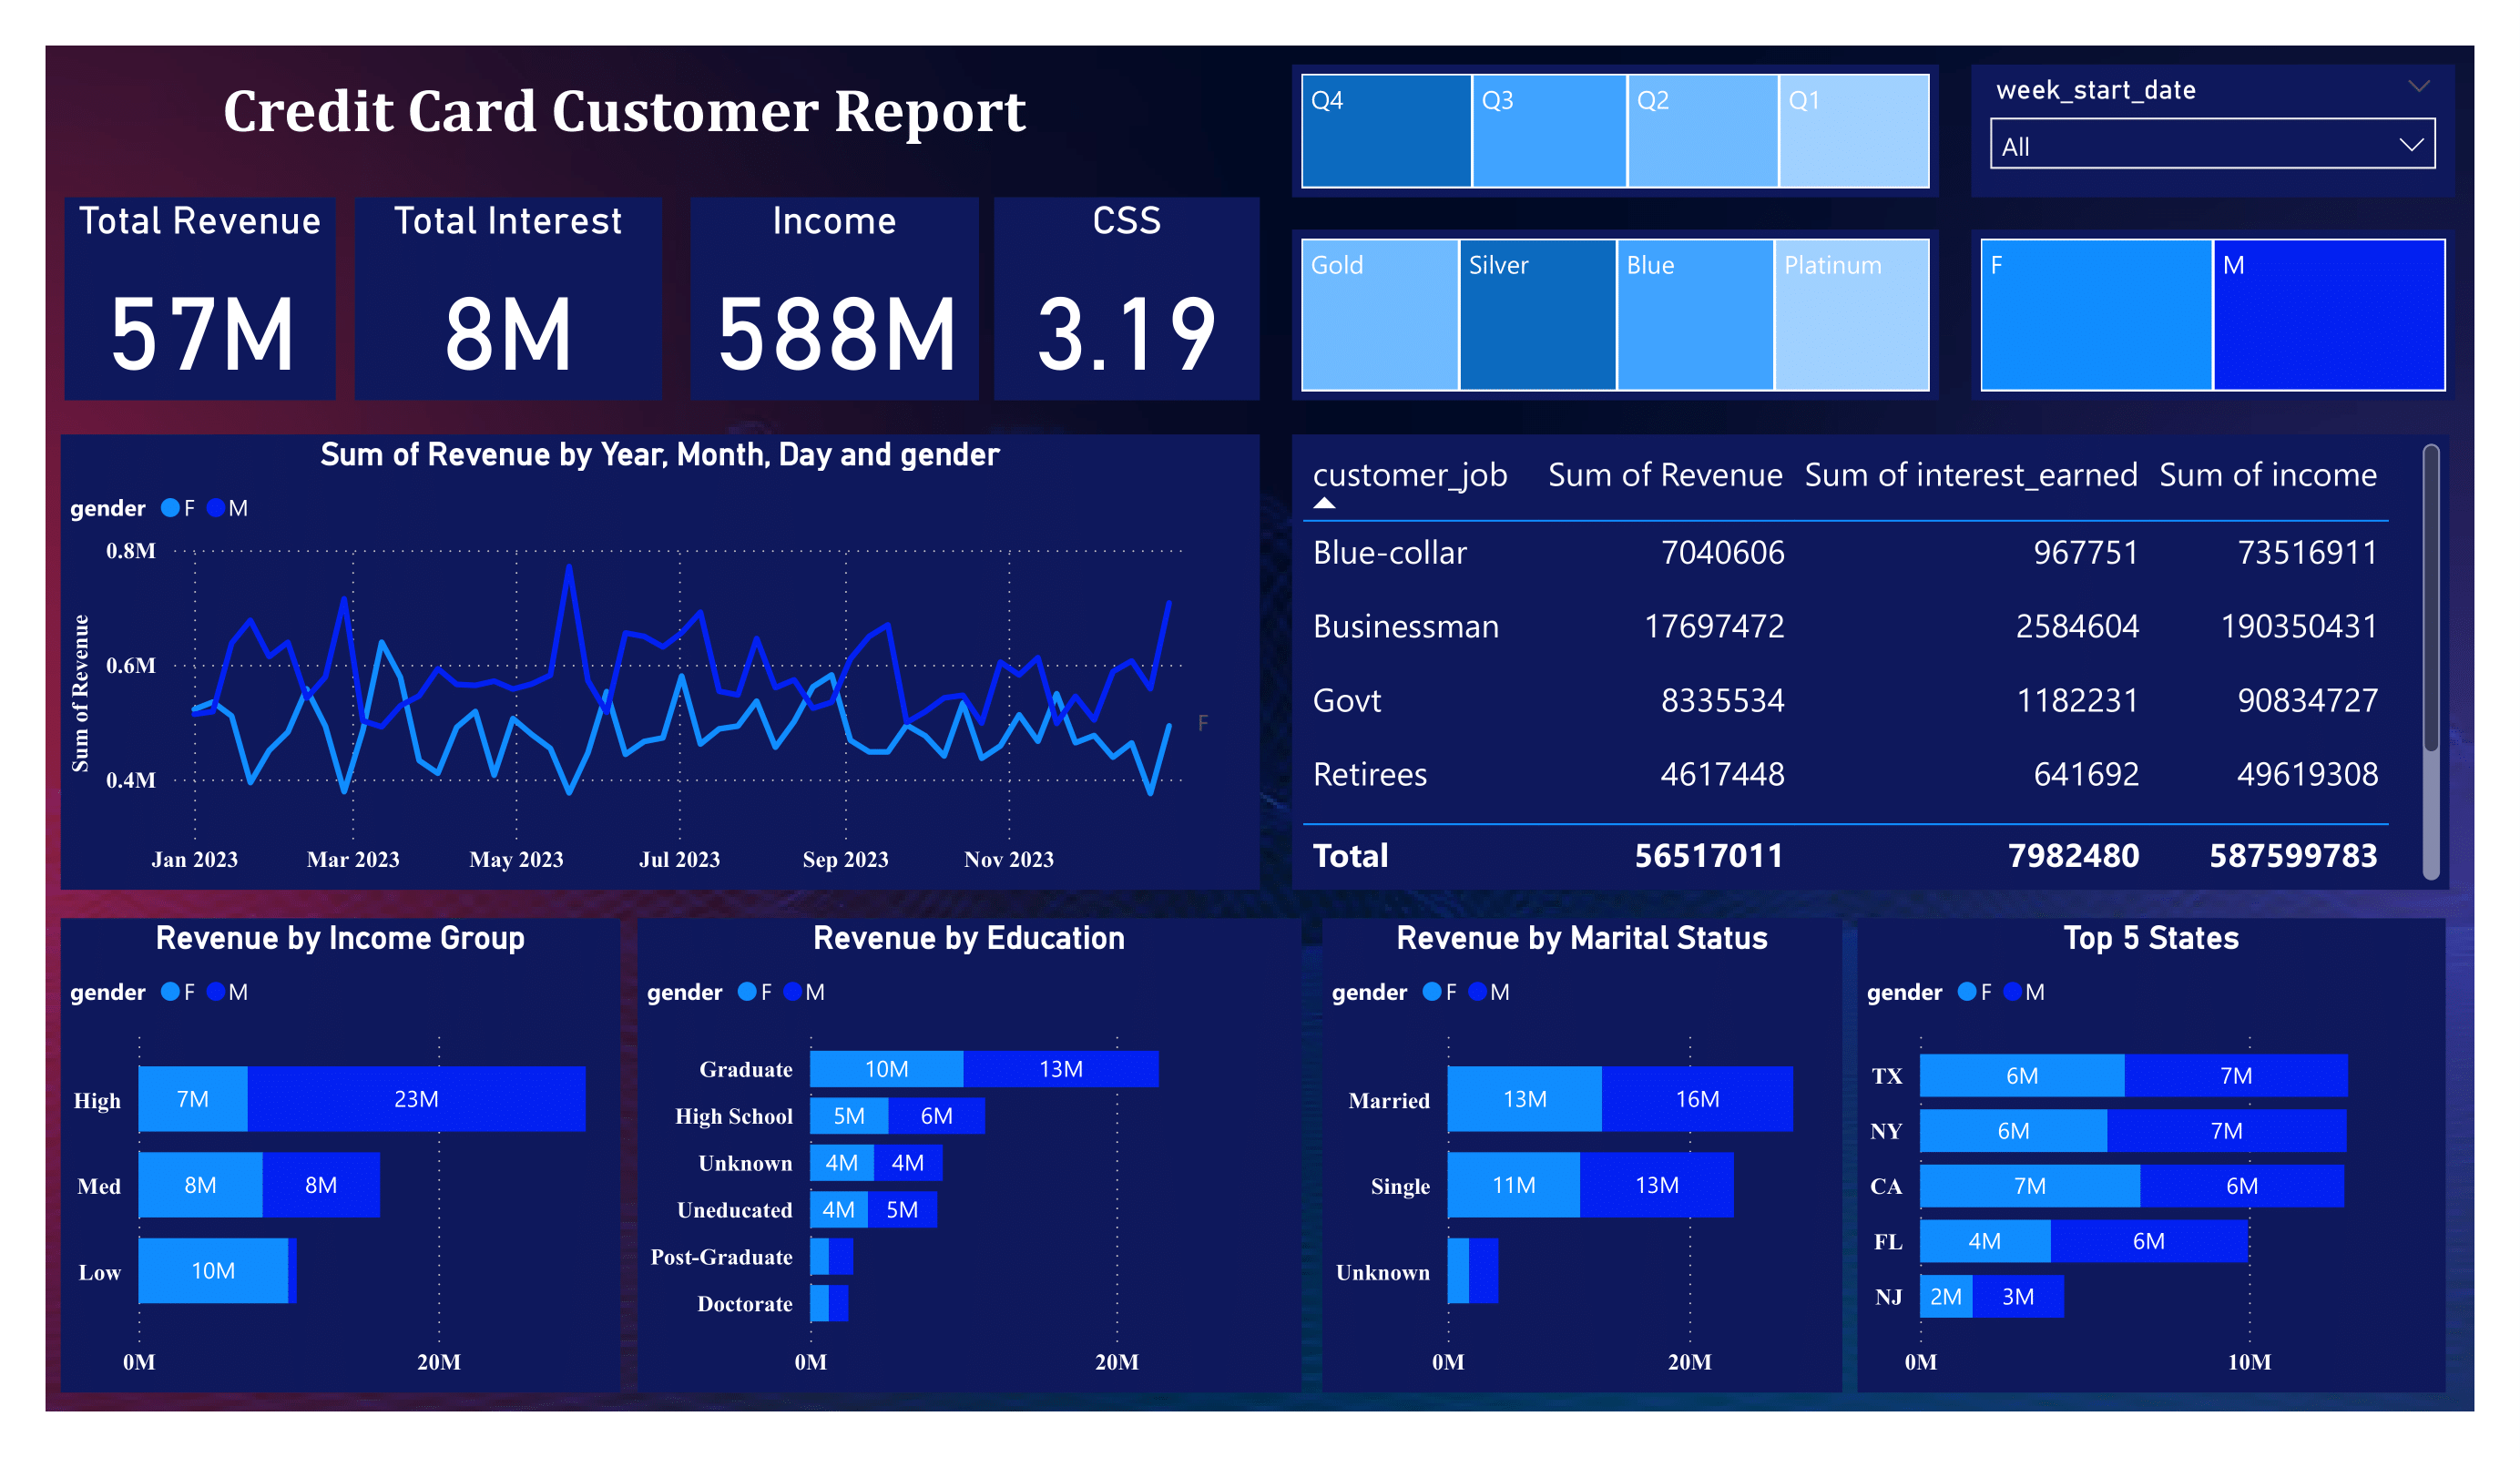 Credit Card Customer Report
Q4 Q3 Q2 Q1
week_start_date
All
Total Revenue
57M
Total Interest
8M
Income
588M
CSS
3.19
Gold Silver Blue Platinum
F M
Sum of Revenue by Year, Month, Day and gender
gender F M
Sum of Revenue
0.8M
0.6M
0.4M
F
Jan 2023 Mar 2023 May 2023 Jul 2023 Sep 2023 Nov 2023
customer_job Sum of Revenue Sum of interest_earned Sum of income
Blue-collar 7040606 967751 73516911
Businessman 17697472 2584604 190350431
Govt 8335534 1182231 90834727
Retirees 4617448 641692 49619308
Total 56517011 7982480 587599783
Revenue by Income Group
gender F M
High 7M 23M
Med 8M 8M
Low 10M
0M 20M
Revenue by Education
gender F M
Graduate 10M 13M
High School 5M 6M
Unknown 4M 4M
Uneducated 4M 5M
Post-Graduate
Doctorate
0M 20M
Revenue by Marital Status
gender F M
Married 13M 16M
Single 11M 13M
Unknown
0M 20M
Top 5 States
gender F M
TX 6M 7M
NY 6M 7M
CA 7M 6M
FL 4M 6M
NJ 2M 3M
0M 10M